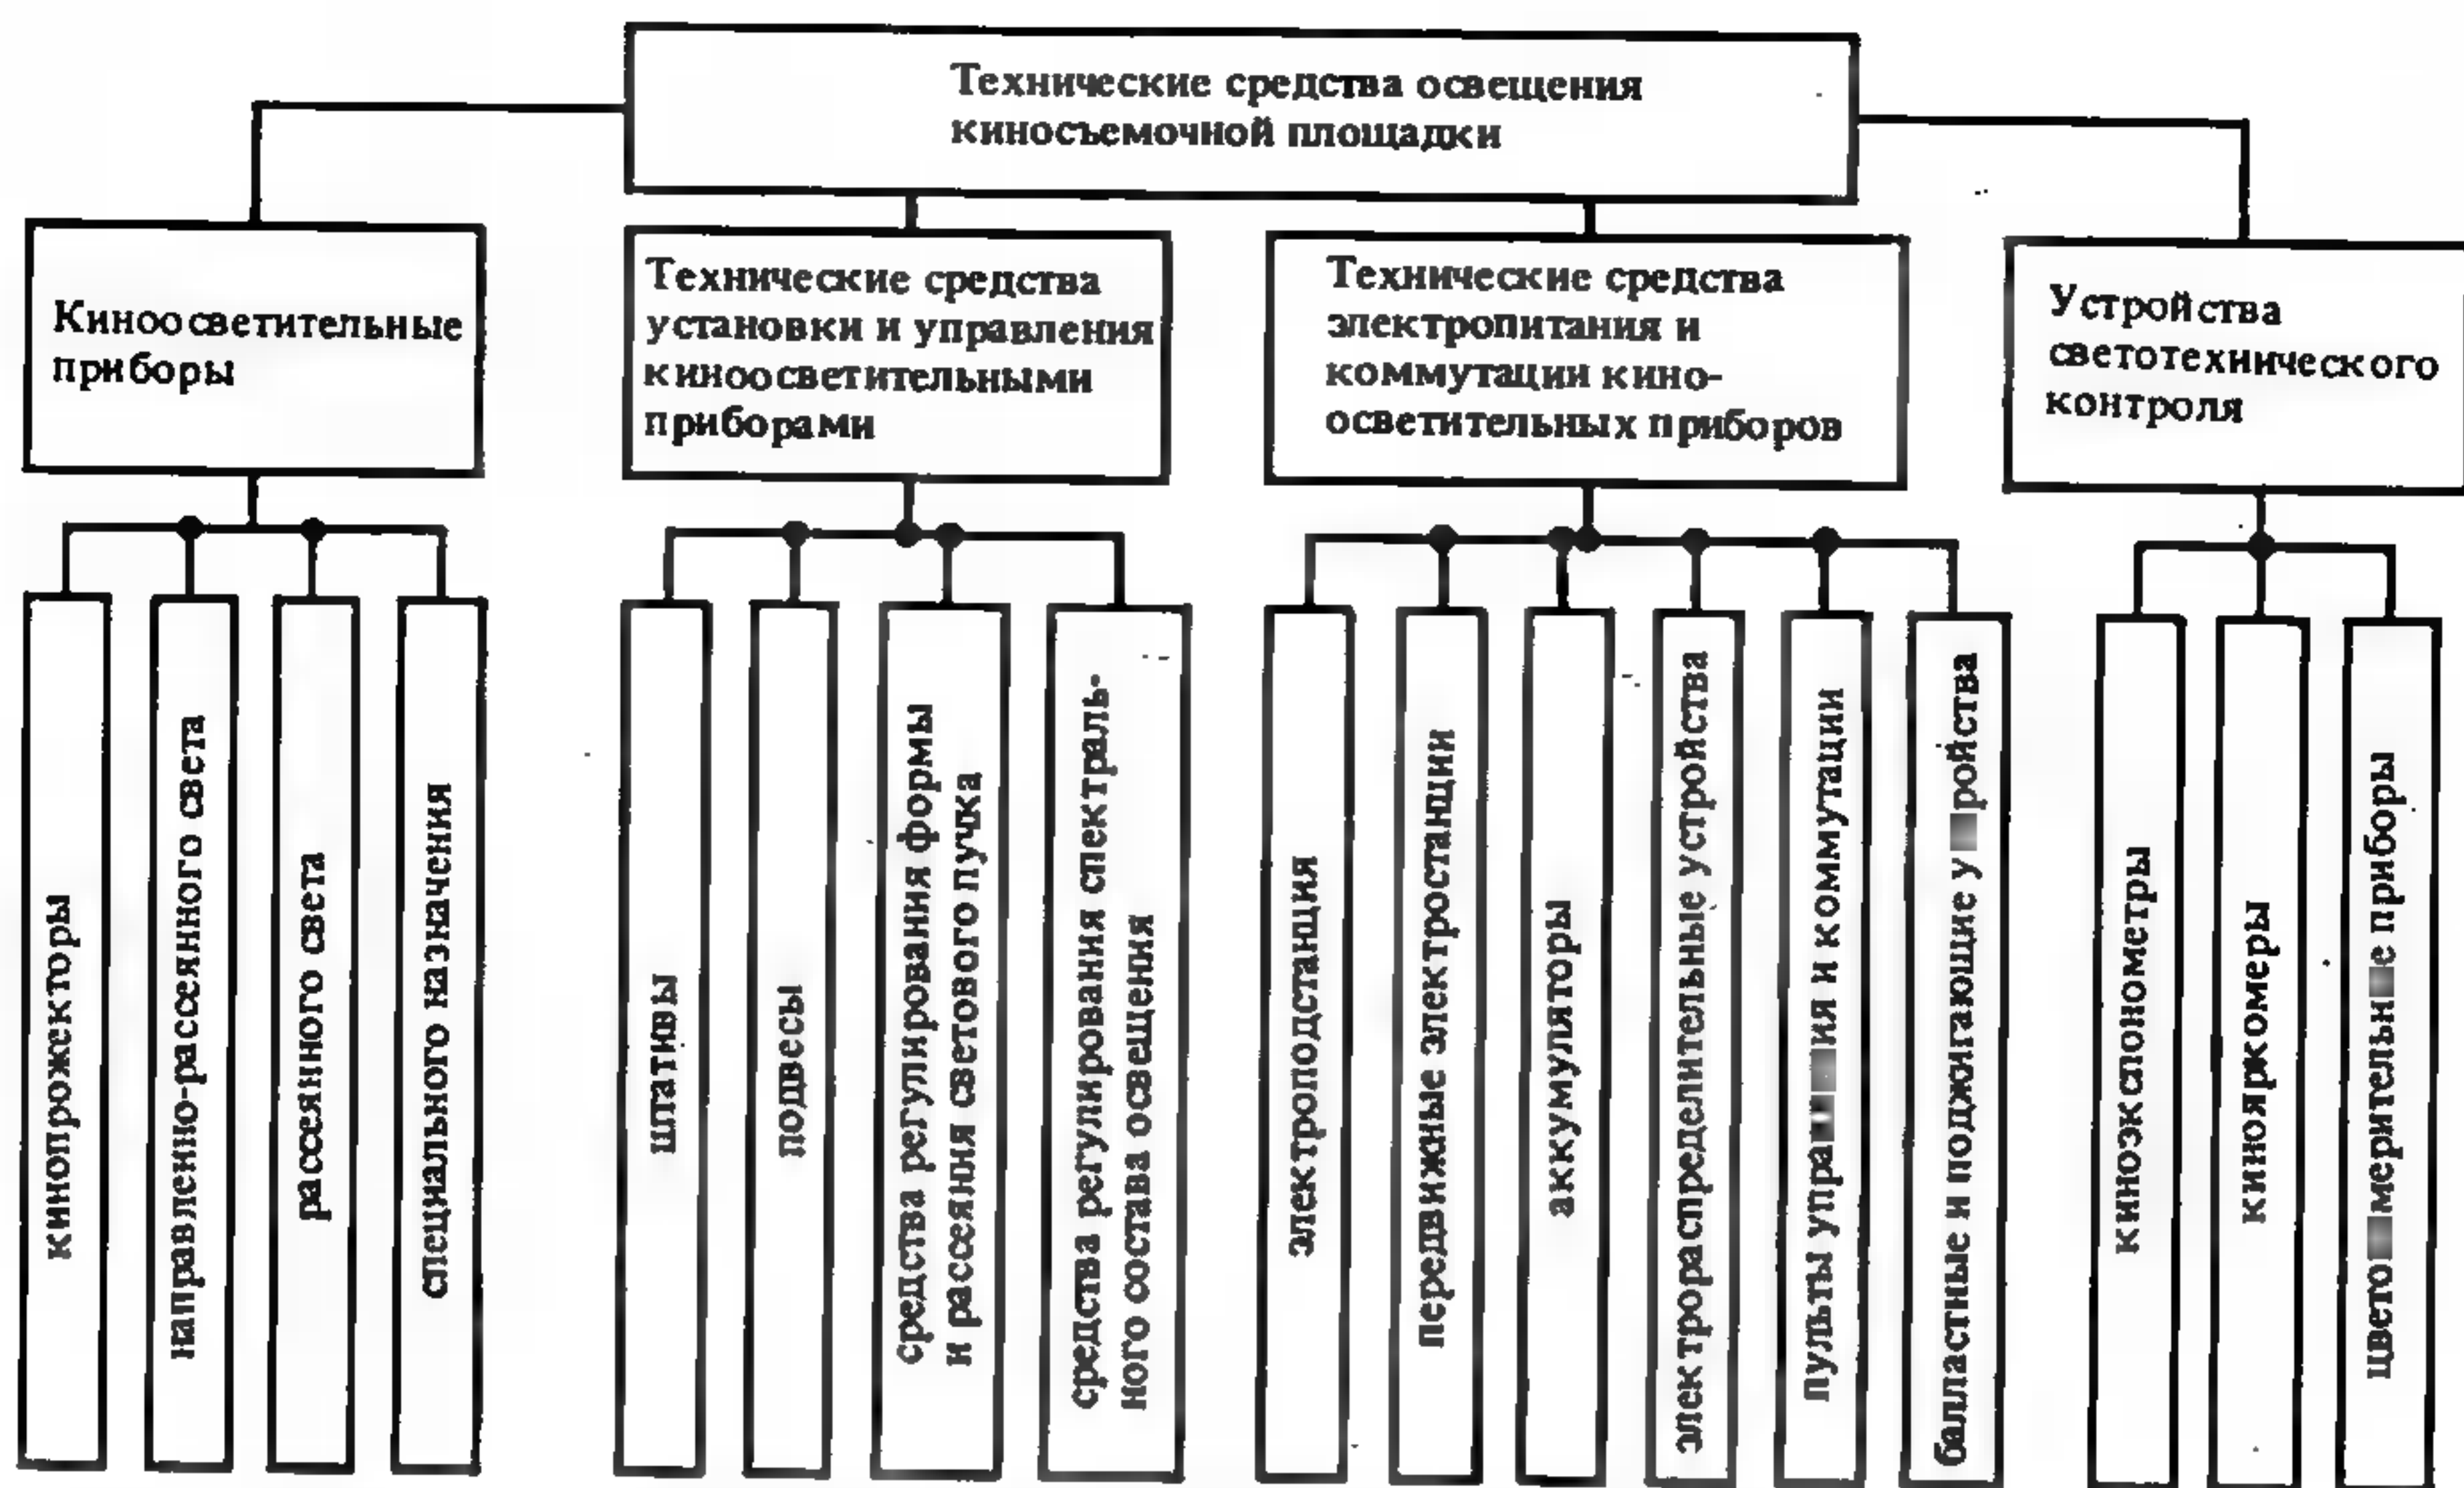 Технические средства освещения
киносъемочной площадки
Киноосветительные
приборы
Технические средства
установки и управления
киноосветительными
приборами
Технические средства
электропитания и
коммутации кино-
осветительных приборов
Устройства
светотехнического
контроля
кинопрожекторы
направленно-рассеянного света
рассеянного света
специального назначения
штативы
подвесы
средства регулирования формы
и рассеяния светового пучка
средства регулирования спектраль-
ного состава освещения
электроподстанция
передвижные электростанции
аккумуляторы
электрораспределительные устройства
пульты и коммутации
балластные и поджигающие
киноэкспонометры
кинояркомеры
приборы